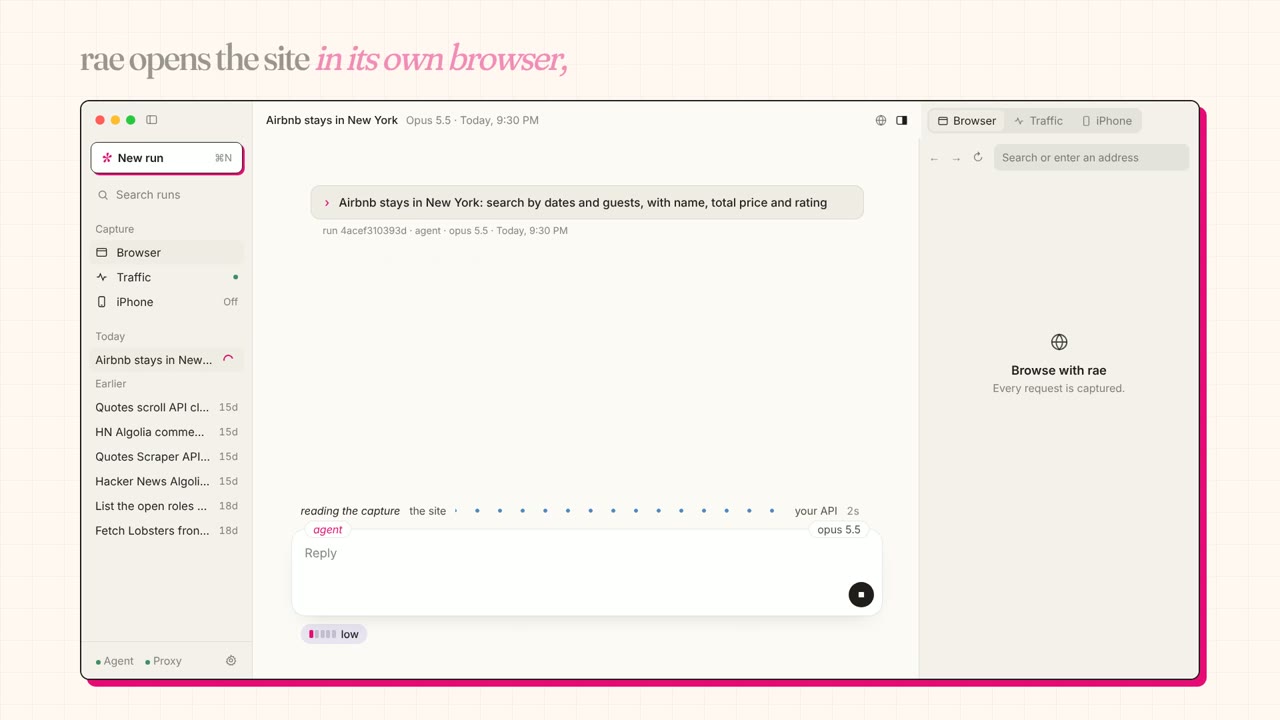 rae opens the site in its own browser,
Airbnb stays in New York Opus 5.5 · Today, 9:30 PM
Browser Traffic iPhone
New run ⌘N
← → Search or enter an address
Search runs
Capture
Browser
Traffic
iPhone Off
Today
Airbnb stays in New...
Earlier
Quotes scroll API cl... 15d
HN Algolia comme... 15d
Quotes Scraper API... 15d
Hacker News Algoli... 15d
List the open roles ... 18d
Fetch Lobsters fron... 18d
Agent Proxy
› Airbnb stays in New York: search by dates and guests, with name, total price and rating
run 4acef310393d · agent · opus 5.5 · Today, 9:30 PM
reading the capture the site your API 2s
agent opus 5.5
Reply
low
Browse with rae
Every request is captured.